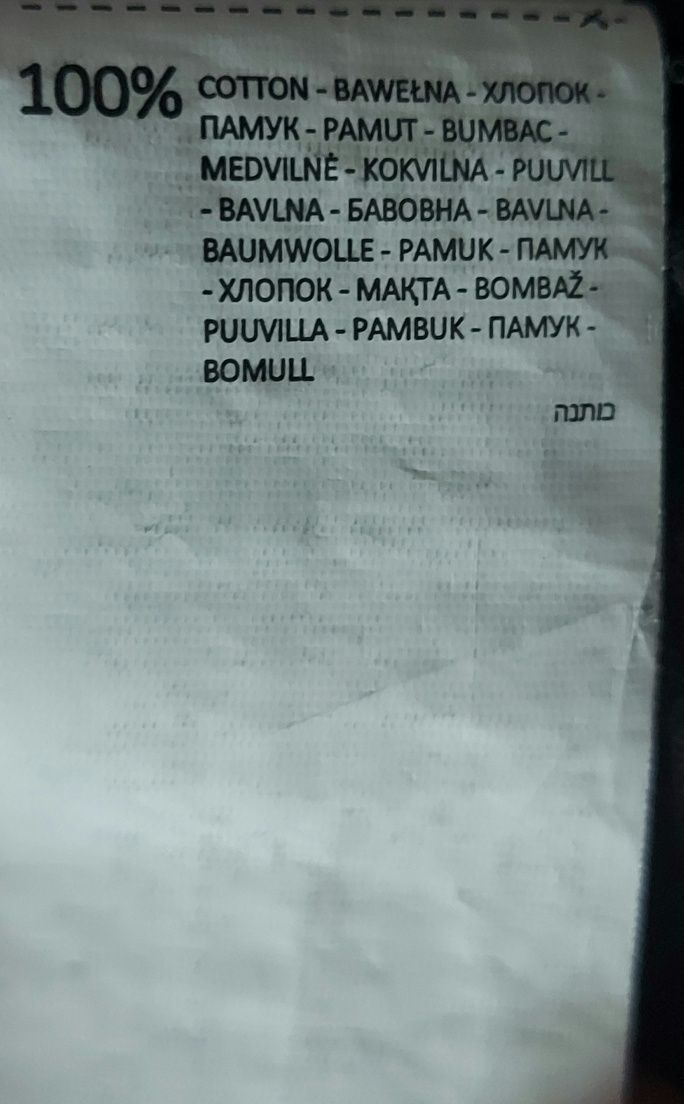 100% COTTON - BAWEŁNA - ХЛОПОК -
ПАМУК - PAMUT - BUMBAC -
MEDVILNĖ - KOKVILNA - PUUVILL
- BAVLNA - БАВОВНА - BAVLNA -
BAUMWOLLE - PAMUK - ПАМУК
- ХЛОПОК - МАҚТА - BOMBAŽ -
PUUVILLA - PAMBUK - ПАМУК -
BOMULL
כותנה